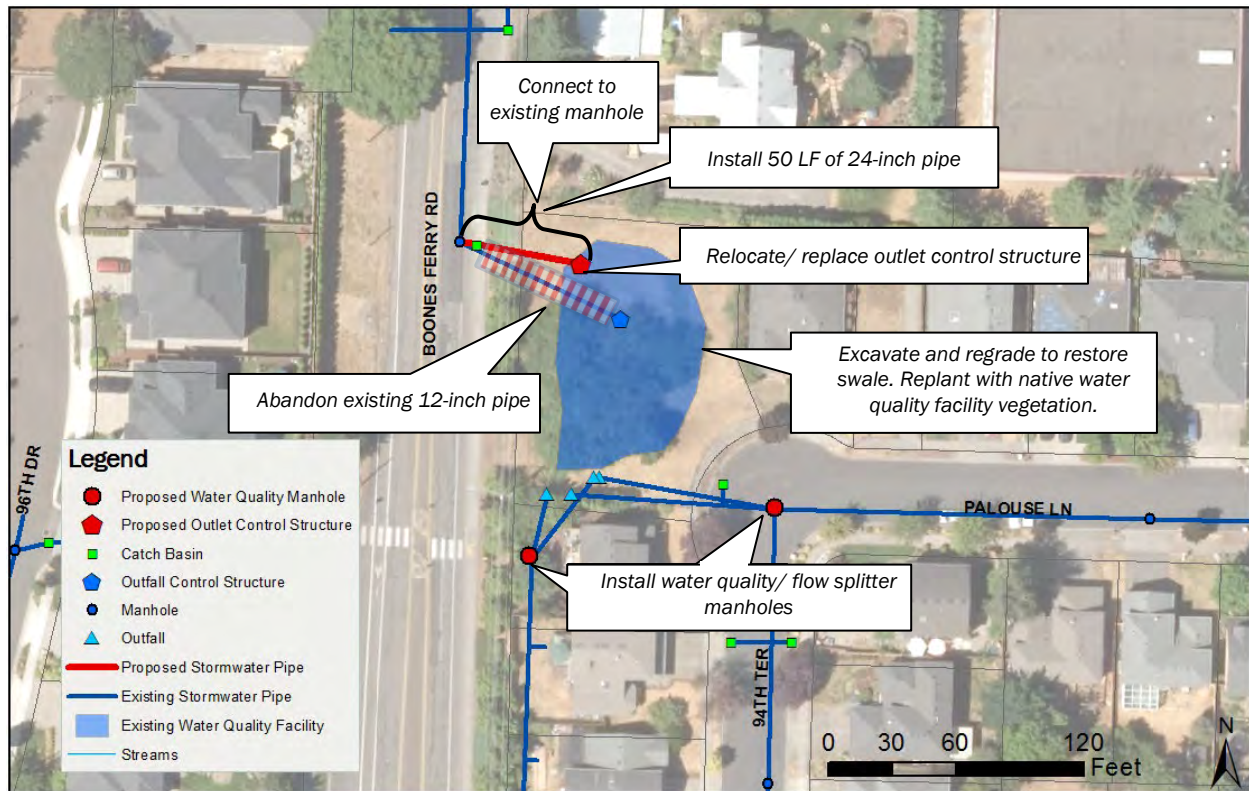 Connect to
existing manhole
Install 50 LF of 24-inch pipe
Relocate/ replace outlet control structure
BOONES FERRY RD
Excavate and regrade to restore
swale. Replant with native water
quality facility vegetation.
Abandon existing 12-inch pipe
Legend
Proposed Water Quality Manhole
Proposed Outlet Control Structure
Catch Basin
Outfall Control Structure
Manhole
Outfall
Proposed Stormwater Pipe
Existing Stormwater Pipe
Existing Water Quality Facility
Streams
96TH DR
PALOUSE LN
Install water quality/ flow splitter
manholes
94TH TER
N
0 30 60 120
Feet